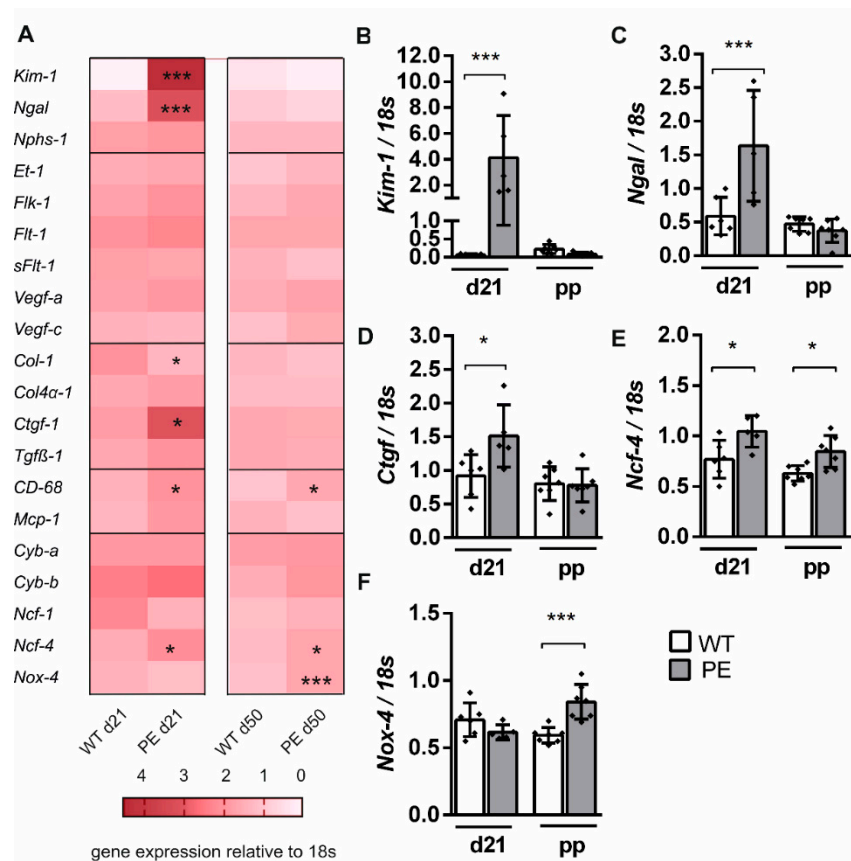 A
Kim-1
Ngal
Nphs-1
Et-1
Flk-1
Flt-1
sFlt-1
Vegf-a
Vegf-c
Col-1
Col4α-1
Ctgf-1
Tgfß-1
CD-68
Mcp-1
Cyb-a
Cyb-b
Ncf-1
Ncf-4
Nox-4
***
***
*
*
* *
* *
***
WT d21 PE d21 WT d50 PE d50
4 3 2 1 0
gene expression relative to 18s
B
Kim-1 / 18s
10.0
8.0
6.0
4.0
2.0
1.0
0.5
0.0
***
d21 pp
C
Ngal / 18s
3.0
2.5
2.0
1.5
1.0
0.5
0.0
***
d21 pp
D
Ctgf / 18s
3.0
2.5
2.0
1.5
1.0
0.5
0.0
*
d21 pp
E
Ncf-4 / 18s
2.0
1.5
1.0
0.5
0.0
* *
d21 pp
F
Nox-4 / 18s
1.5
1.0
0.5
0.0
***
d21 pp
WT
PE